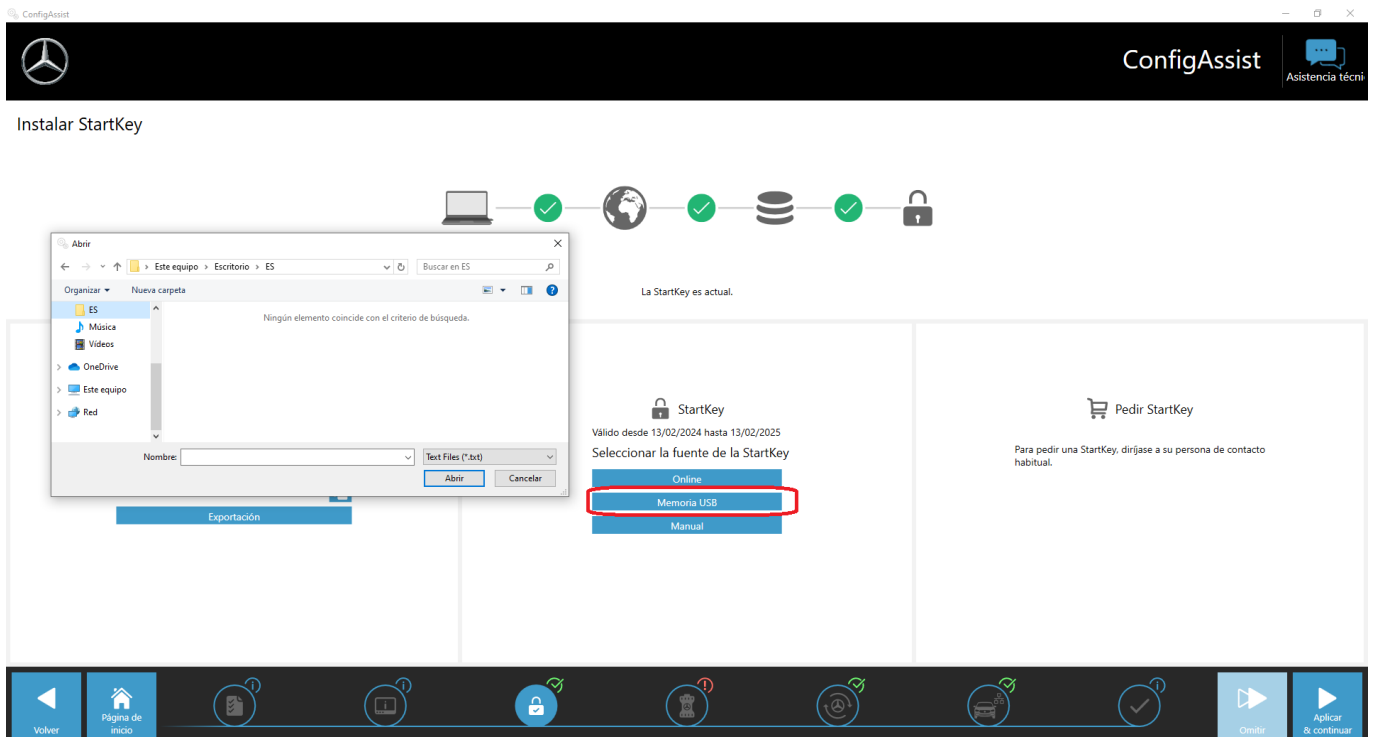 ConfigAssist
ConfigAssist
Asistencia técni
Instalar StartKey
Abrir
Este equipo > Escritorio > ES
Buscar en ES
Organizar
Nueva carpeta
ES
Música
Vídeos
OneDrive
Este equipo
Red
Ningún elemento coincide con el criterio de búsqueda.
Nombre:
Text Files (*.txt)
Abrir
Cancelar
Exportación
La StartKey es actual.
StartKey
Válido desde 13/02/2024 hasta 13/02/2025
Seleccionar la fuente de la StartKey
Online
Memoria USB
Manual
Pedir StartKey
Para pedir una StartKey, diríjase a su persona de contacto
habitual.
Volver
Página de
inicio
Omitir
Aplicar
& continuar